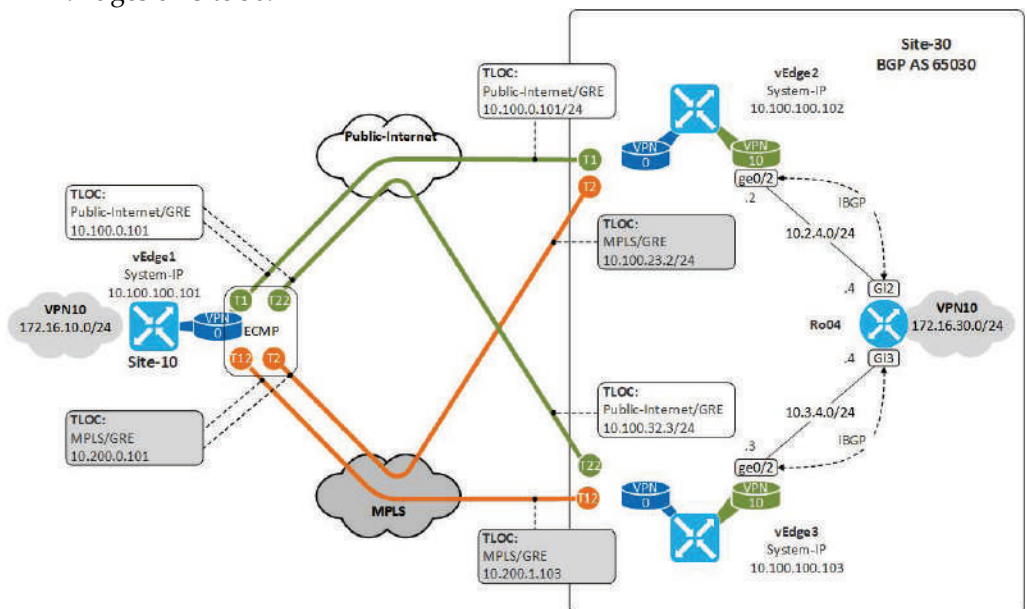 Site-30
BGP AS 65030
vEdge2
System-IP
10.100.100.102
TLOC:
Public-Internet/GRE
10.100.0.101/24
Public-Internet
T1
T2
VPN
0
VPN
10
ge0/2
.2
iBGP
10.2.4.0/24
TLOC:
Public-Internet/GRE
10.100.0.101
TLOC:
MPLS/GRE
10.100.23.2/24
vEdge1
System-IP
10.100.100.101
VPN10
172.16.10.0/24
Site-10
VPN
0
T1
T22
ECMP
T12
T2
.4
Gi2
Ro04
VPN10
172.16.30.0/24
.4
Gi3
TLOC:
MPLS/GRE
10.200.0.101
TLOC:
Public-Internet/GRE
10.100.32.3/24
10.3.4.0/24
iBGP
.3
ge0/2
T22
T12
VPN
0
VPN
10
MPLS
TLOC:
MPLS/GRE
10.200.1.103
vEdge3
System-IP
10.100.100.103